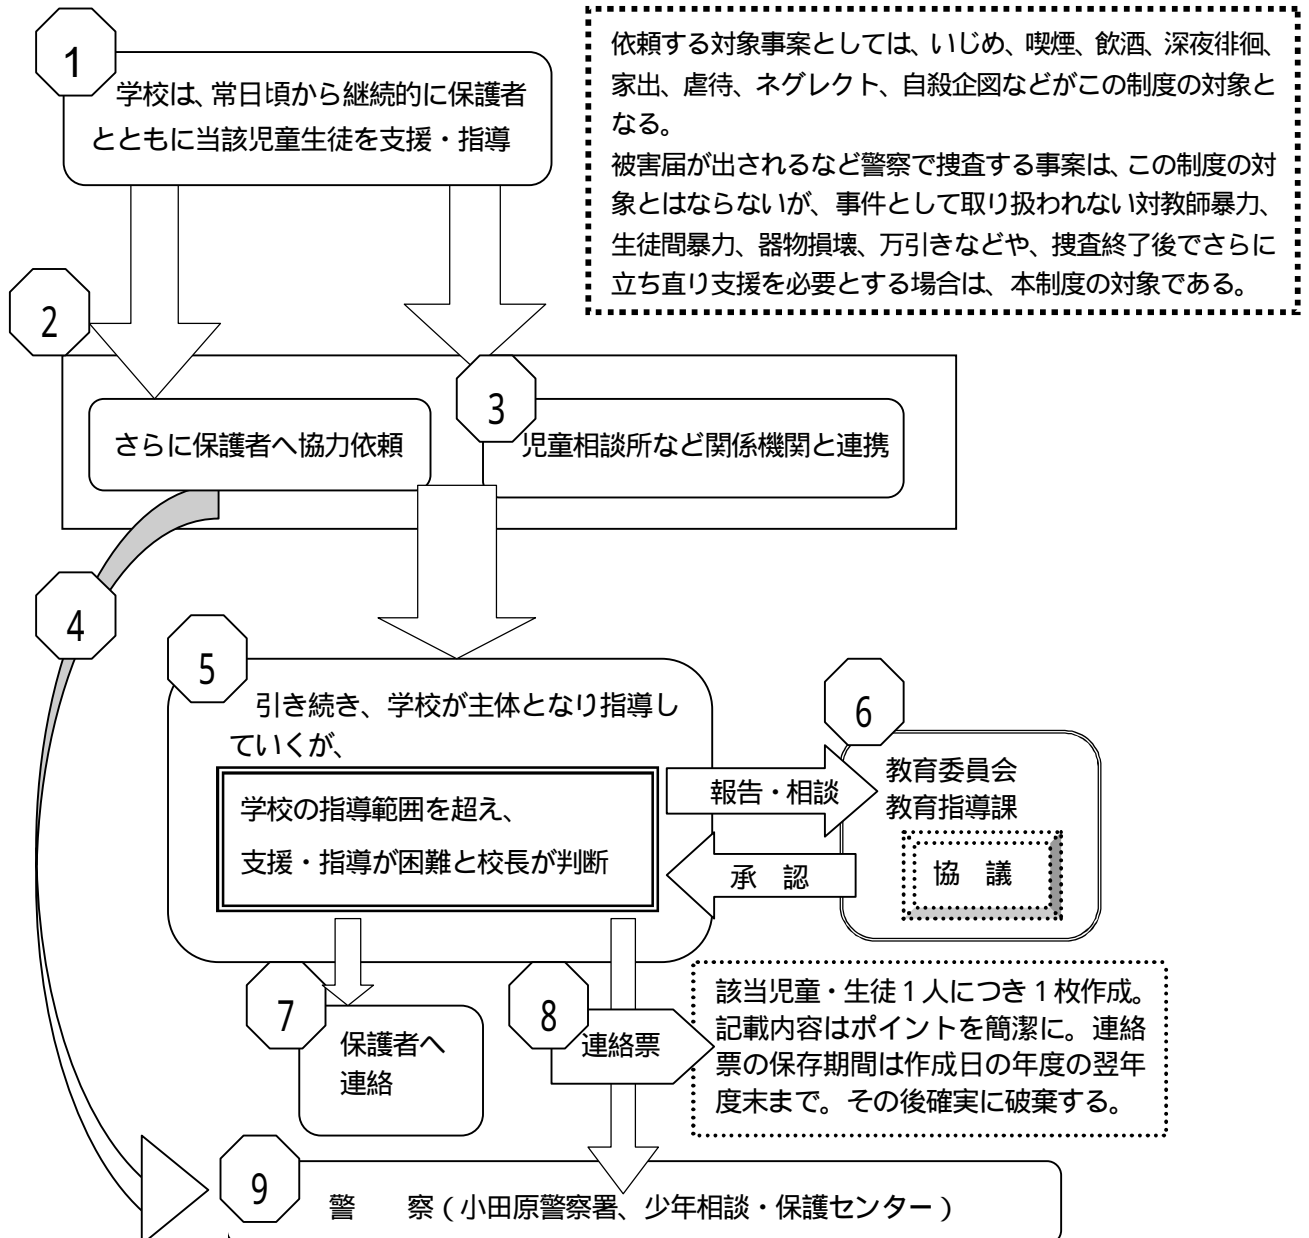 1
学校は、常日頃から継続的に保護者
とともに当該児童生徒を支援・指導
依頼する対象事案としては、いじめ、喫煙、飲酒、深夜徘徊、
家出、虐待、ネグレクト、自殺企図などがこの制度の対象と
なる。
被害届が出されるなど警察で捜査する事案は、この制度の対
象とはならないが、事件として取り扱われない対教師暴力、
生徒間暴力、器物損壊、万引きなどや、捜査終了後でさらに
立ち直り支援を必要とする場合は、本制度の対象である。
2
さらに保護者へ協力依頼
3
児童相談所など関係機関と連携
4
5
引き続き、学校が主体となり指導し
ていくが、
学校の指導範囲を超え、
支援・指導が困難と校長が判断
報告・相談
承 認
6
教育委員会
教育指導課
協 議
7
保護者へ
連絡
8
連絡票
該当児童・生徒1人につき1枚作成。
記載内容はポイントを簡潔に。連絡
票の保存期間は作成日の年度の翌年
度末まで。その後確実に破棄する。
9
警 察(小田原警察署、少年相談・保護センター)